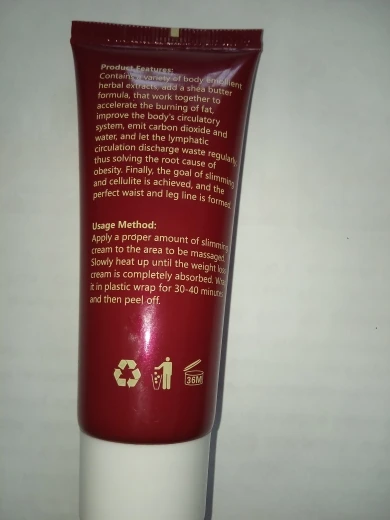 Product Features:
Contains a variety of body emollient
herbal extracts, add a shea butter
formula, that work together to
accelerate the burning of fat,
improve the body's circulatory
system, emit carbon dioxide and
water, and let the lymphatic
circulation discharge waste regularly,
thus solving the root cause of
obesity. Finally, the goal of slimming
and cellulite is achieved, and the
perfect waist and leg line is formed.
Usage Method:
Apply a proper amount of slimming
cream to the area to be massaged.
Slowly heat up until the weight loss
cream is completely absorbed. Wrap
it in plastic wrap for 30-40 minutes
and then peel off.
36M